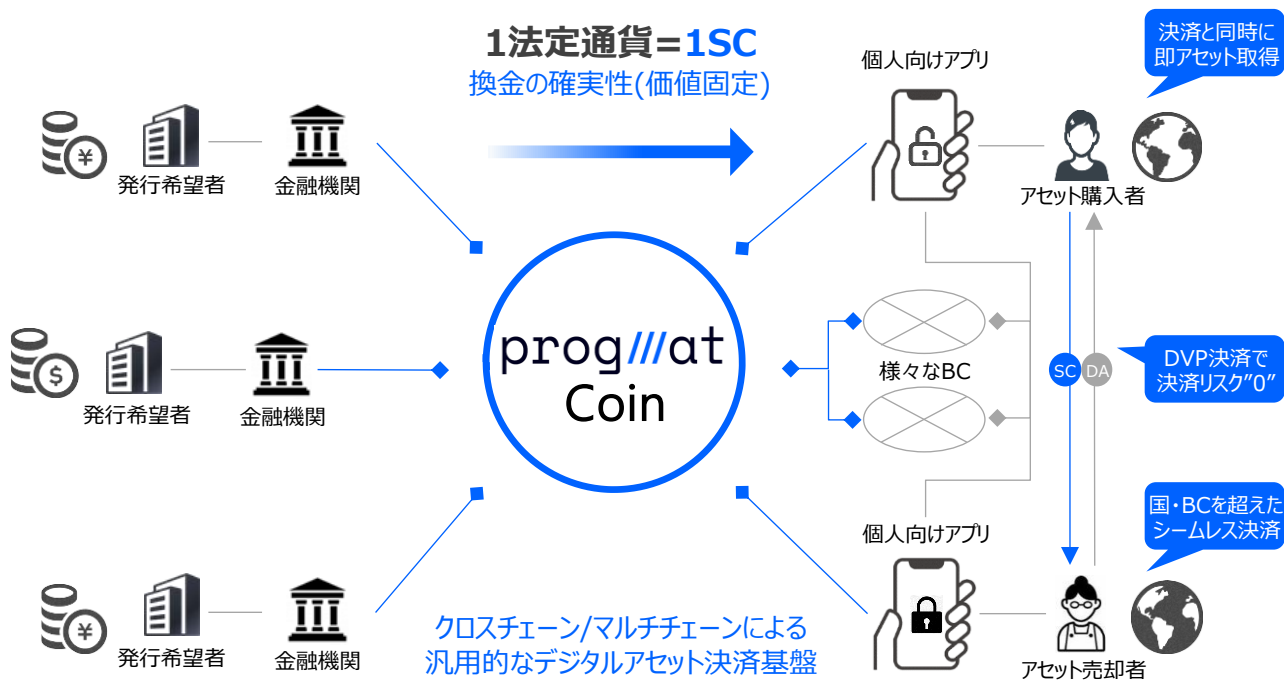 1法定通貨=1SC
換金の確実性(価値固定)
¥
発行希望者
金融機関
$
発行希望者
金融機関
¥
発行希望者
金融機関
progmat
Coin
クロスチェーン/マルチチェーンによる
汎用的なデジタルアセット決済基盤
個人向けアプリ
アセット購入者
決済と同時に
即アセット取得
様々なBC
SC
DA
DVP決済で
決済リスク”0”
個人向けアプリ
アセット売却者
国・BCを超えた
シームレス決済